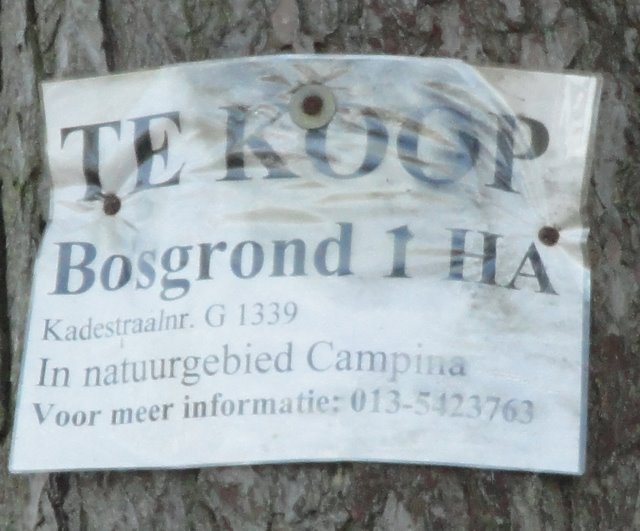 TE KOOP
Bosgrond 1 HA
Kadestraalnr. G 1339
In natuurgebied Campina
Voor meer informatie: 013-5423763